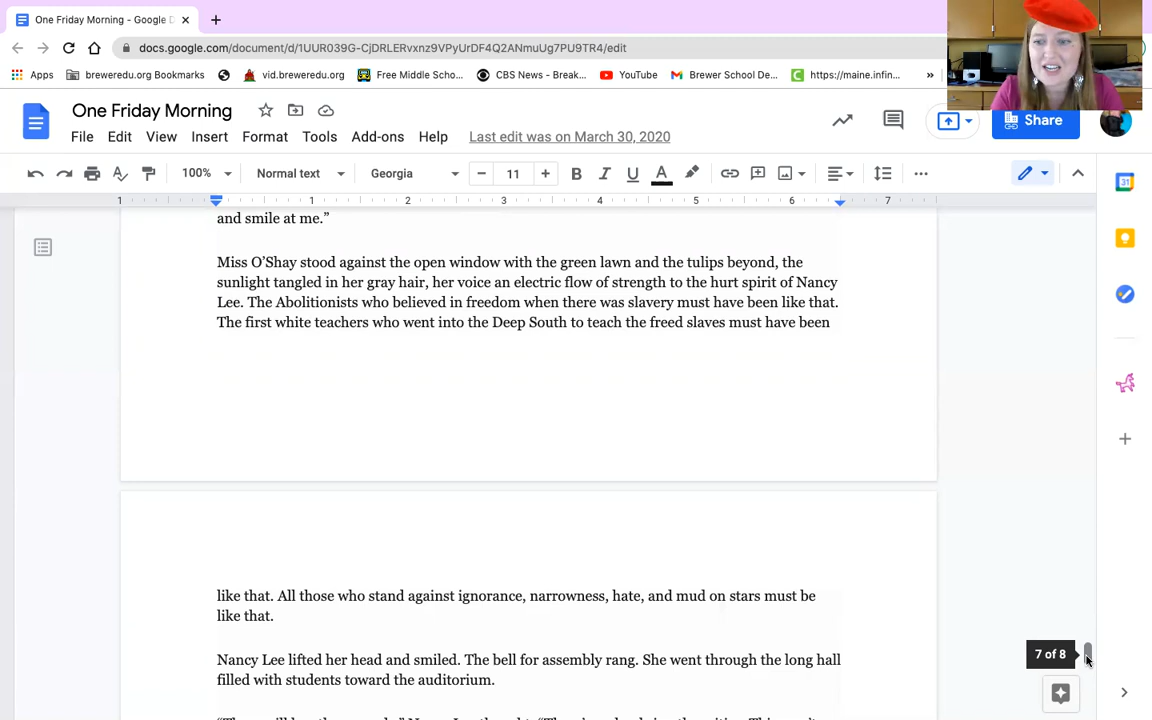 One Friday Morning - Google D
docs.google.com/document/d/1UUR039G-CjDRLERvxnz9VPyUrDF4Q2ANmuUg7PU9TR4/edit
Apps breweredu.org Bookmarks vid.breweredu.org Free Middle Scho... CBS News - Break... YouTube Brewer School De... https://maine.infin... »
One Friday Morning
File Edit View Insert Format Tools Add-ons Help Last edit was on March 30, 2020
Share
100% Normal text Georgia 11 B I U A
1 1 2 3 4 5 6 7
and smile at me.”
Miss O’Shay stood against the open window with the green lawn and the tulips beyond, the
sunlight tangled in her gray hair, her voice an electric flow of strength to the hurt spirit of Nancy
Lee. The Abolitionists who believed in freedom when there was slavery must have been like that.
The first white teachers who went into the Deep South to teach the freed slaves must have been
like that. All those who stand against ignorance, narrowness, hate, and mud on stars must be
like that.
Nancy Lee lifted her head and smiled. The bell for assembly rang. She went through the long hall
filled with students toward the auditorium.
7 of 8
31